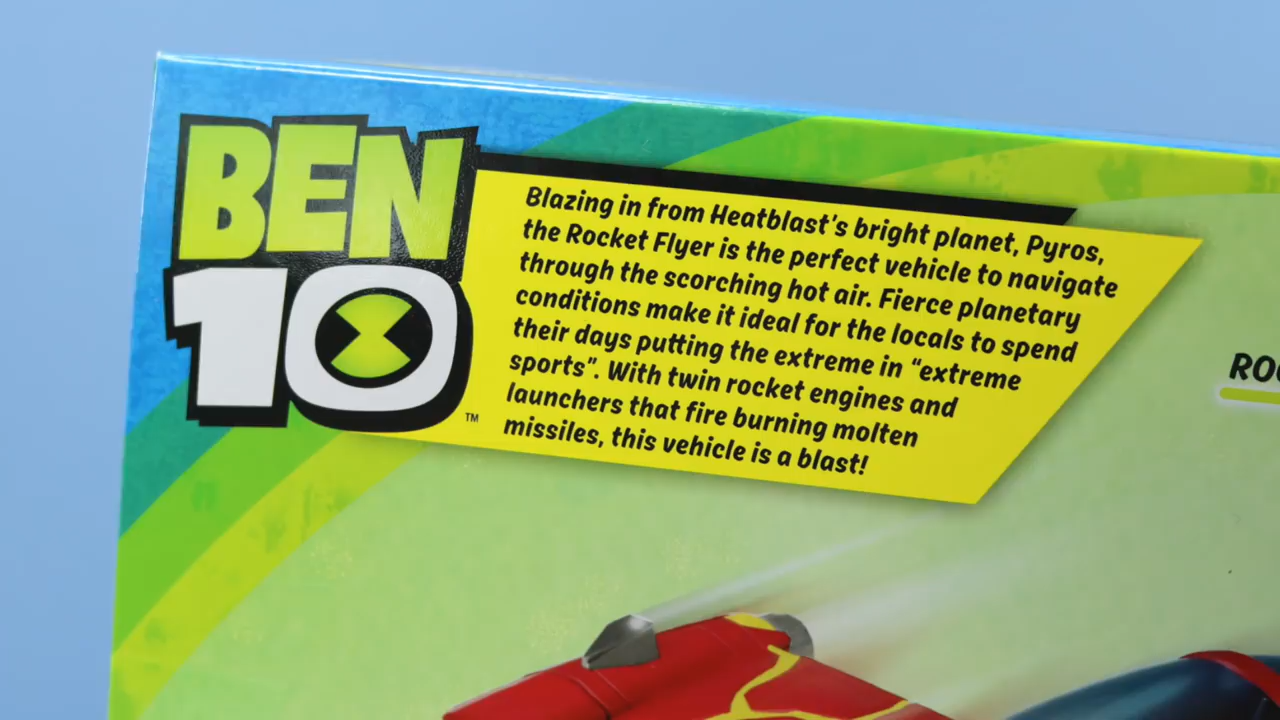 BEN
10
™
Blazing in from Heatblast's bright planet, Pyros,
the Rocket Flyer is the perfect vehicle to navigate
through the scorching hot air. Fierce planetary
conditions make it ideal for the locals to spend
their days putting the extreme in “extreme
sports”. With twin rocket engines and
launchers that fire burning molten
missiles, this vehicle is a blast!